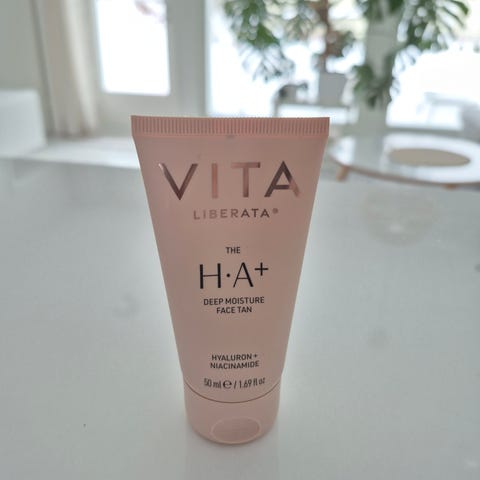 VITA
LIBERATA®
THE
H·A+
DEEP MOISTURE
FACE TAN
HYALURON +
NIACINAMIDE
50 ml ℮ / 1.69 fl oz